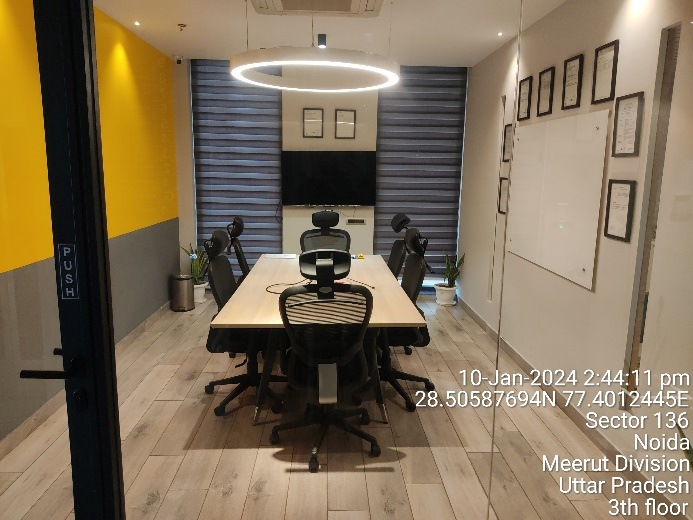 PUSH
10-Jan-2024 2:44:11 pm
28.50587694N 77.4012445E
Sector 136
Noida
Meerut Division
Uttar Pradesh
3th floor